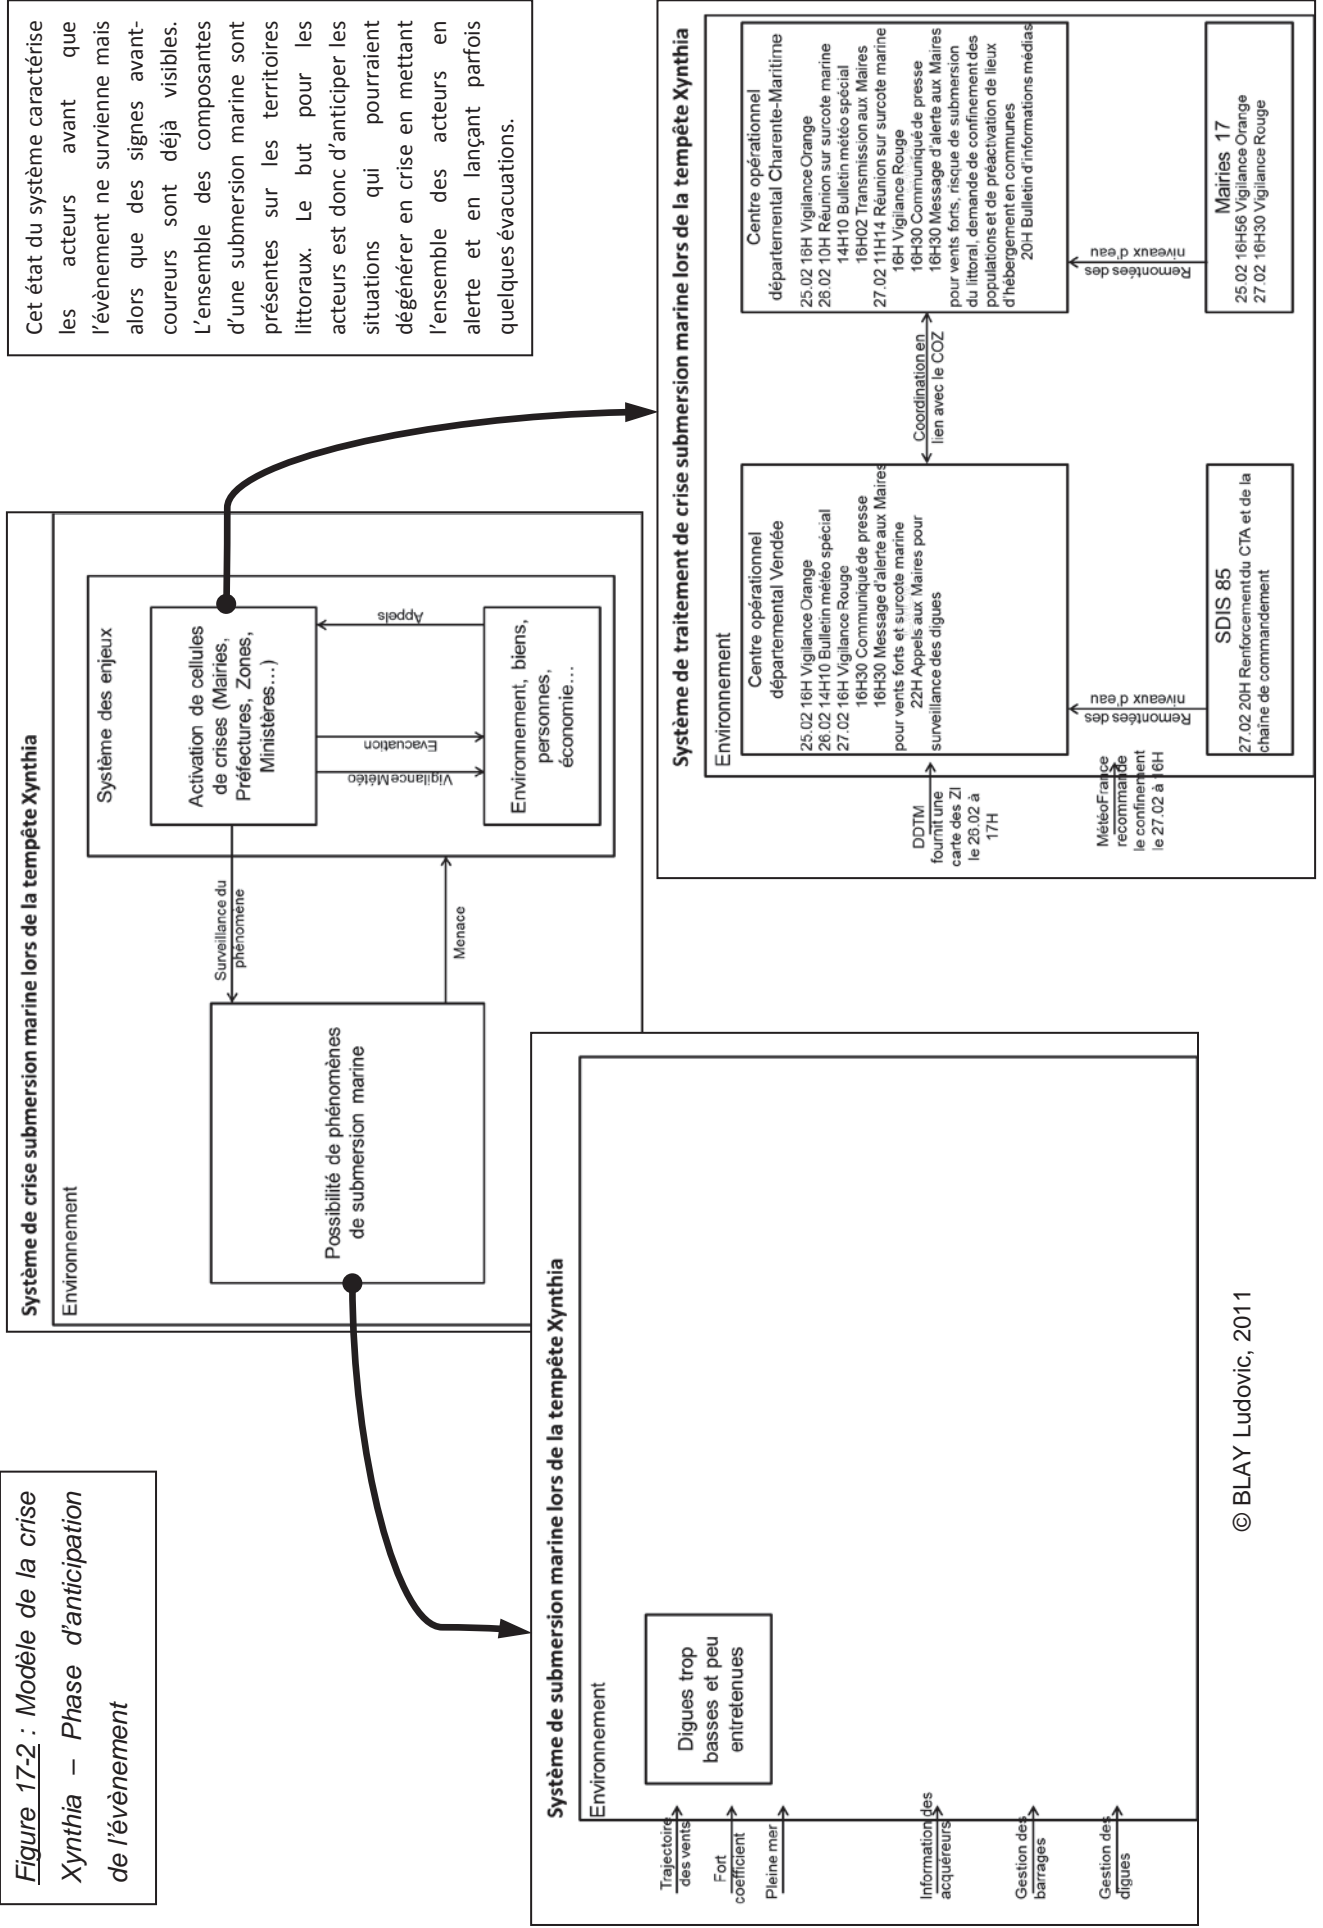 Figure 17-2 : Modèle de la crise
Xynthia – Phase d'anticipation
de l'évènement
Système de crise submersion marine lors de la tempête Xynthia
Environnement
Possibilité de phénomènes
de submersion marine
Surveillance du
phénomène
Menace
Système des enjeux
Activation de cellules
de crises (Mairies,
Préfectures, Zones,
Ministères…)
Vigilance Météo
Evacuation
Appels
Environnement, biens,
personnes,
économie…
Cet état du système caractérise
les acteurs avant que
l'évènement ne survienne mais
alors que des signes avant-
coureurs sont déjà visibles.
L'ensemble des composantes
d'une submersion marine sont
présentes sur les territoires
littoraux. Le but pour les
acteurs est donc d'anticiper les
situations qui pourraient
dégénérer en crise en mettant
l'ensemble des acteurs en
alerte et en lançant parfois
quelques évacuations.
Système de submersion marine lors de la tempête Xynthia
Environnement
Digues trop
basses et peu
entretenues
Trajectoire
des vents
Fort
coefficient
Pleine mer
Information des
acquéreurs
Gestion des
barrages
Gestion des
digues
Système de traitement de crise submersion marine lors de la tempête Xynthia
Environnement
DDTM
fournit une
carte des ZI
le 26.02 à
17H
MétéoFrance
recommande
le confinement
le 27.02 à 16H
Centre opérationnel
départemental Vendée
25.02 16H Vigilance Orange
26.02 14H10 Bulletin météo spécial
27.02 16H Vigilance Rouge
16H30 Communiqué de presse
16H30 Message d'alerte aux Maires
pour vents forts et surcote marine
22H Appels aux Maires pour
surveillance des digues
Coordination en
lien avec le COZ
Centre opérationnel
départemental Charente-Maritime
25.02 16H Vigilance Orange
26.02 10H Réunion sur surcote marine
14H10 Bulletin météo spécial
16H02 Transmission aux Maires
27.02 11H14 Réunion sur surcote marine
16H Vigilance Rouge
16H30 Communiqué de presse
16H30 Message d'alerte aux Maires
pour vents forts, risque de submersion
du littoral, demande de confinement des
populations et de préactivation de lieux
d'hébergement en communes
20H Bulletin d'informations médias
Remontées des
niveaux d'eau
Remontées des
niveaux d'eau
SDIS 85
27.02 20H Renforcement du CTA et de la
chaîne de commandement
Mairies 17
25.02 16H56 Vigilance Orange
27.02 16H30 Vigilance Rouge
© BLAY Ludovic, 2011